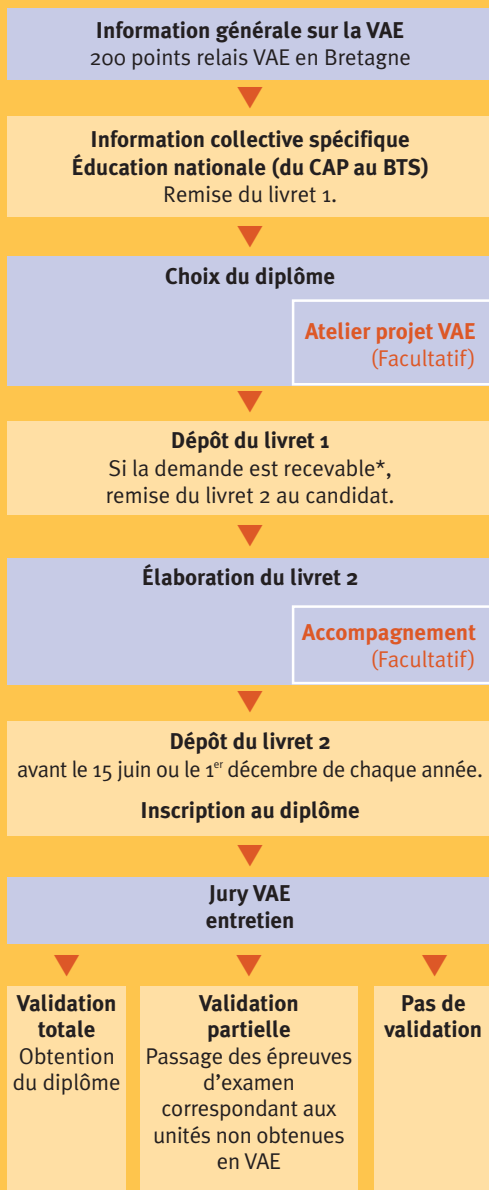 Information générale sur la VAE
200 points relais VAE en Bretagne
Information collective spécifique
Éducation nationale (du CAP au BTS)
Remise du livret 1.
Choix du diplôme
Atelier projet VAE
(Facultatif)
Dépôt du livret 1
Si la demande est recevable*,
remise du livret 2 au candidat.
Élaboration du livret 2
Accompagnement
(Facultatif)
Dépôt du livret 2
avant le 15 juin ou le 1er décembre de chaque année.
Inscription au diplôme
Jury VAE
entretien
Validation
totale
Obtention
du diplôme
Validation
partielle
Passage des épreuves
d'examen
correspondant aux
unités non obtenues
en VAE
Pas de
validation